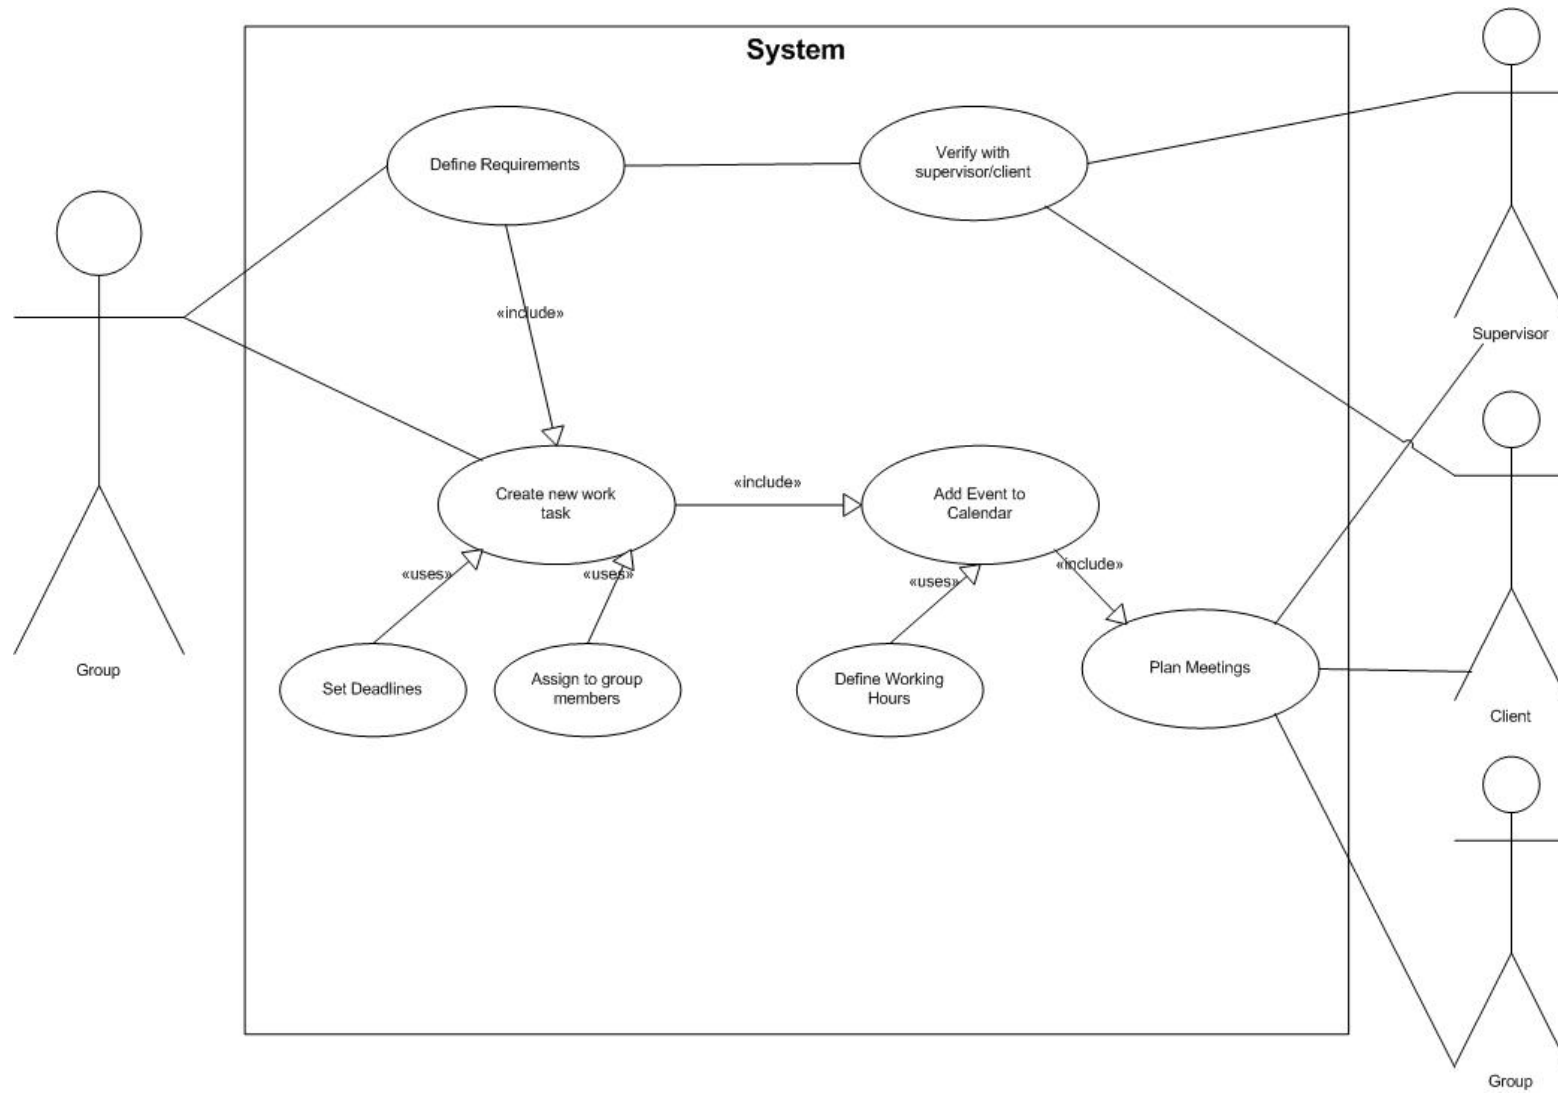 System
Define Requirements
Verify with
supervisor/client
«include»
Supervisor
Create new work
task
«include»
Add Event to
Calendar
«uses»
«uses»
«uses»
«include»
Group
Set Deadlines
Assign to group
members
Define Working
Hours
Plan Meetings
Client
Group